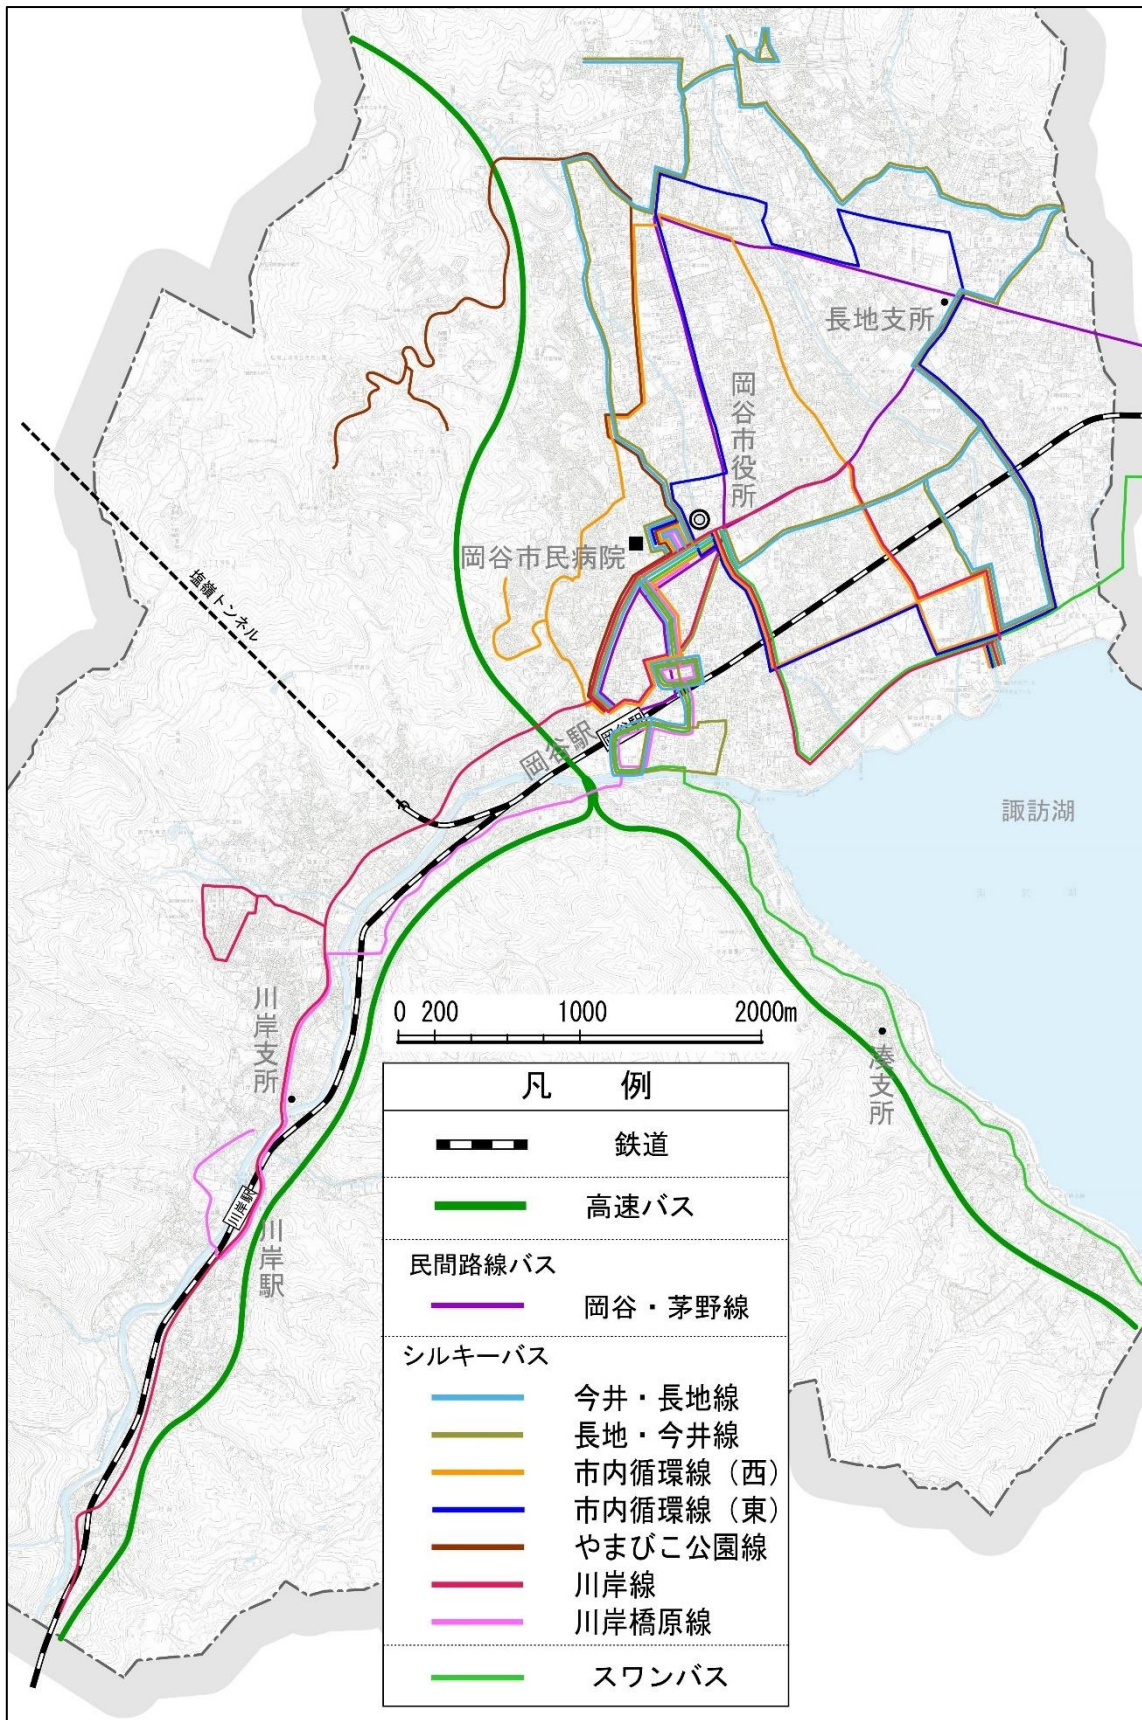 長地支所
岡谷市役所
岡谷市民病院
塩嶺トンネル
岡谷駅
岡谷駅
諏訪湖
川岸支所
湊支所
川岸駅
川岸駅
0 200 1000 2000m
凡 例
鉄道
高速バス
民間路線バス
岡谷・茅野線
シルキーバス
今井・長地線
長地・今井線
市内循環線(西)
市内循環線(東)
やまびこ公園線
川岸線
川岸橋原線
スワンバス